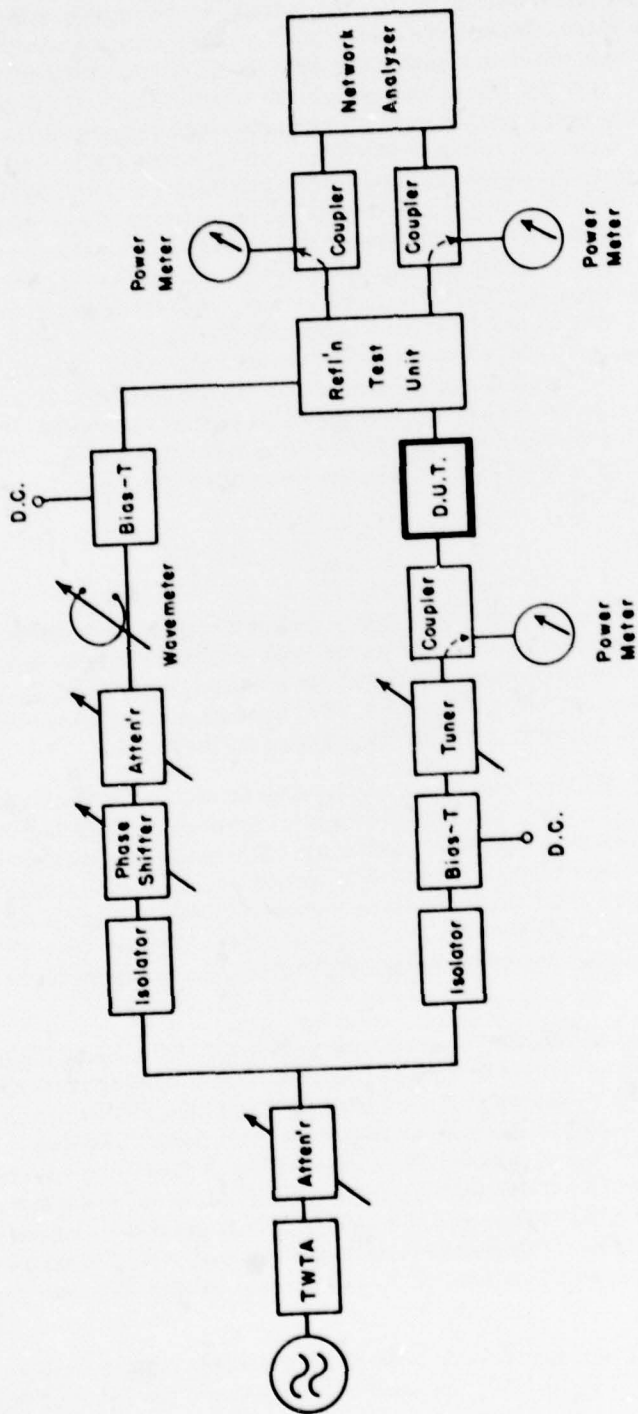 TWTA
Atten'r
Isolator
Phase
Shifter
Atten'r
Wavemeter
D.C.
Bias-T
Isolator
Bias-T
D.C.
Tuner
Coupler
Power
Meter
D.U.T.
Refl'n
Test
Unit
Power
Meter
Coupler
Coupler
Power
Meter
Network
Analyzer